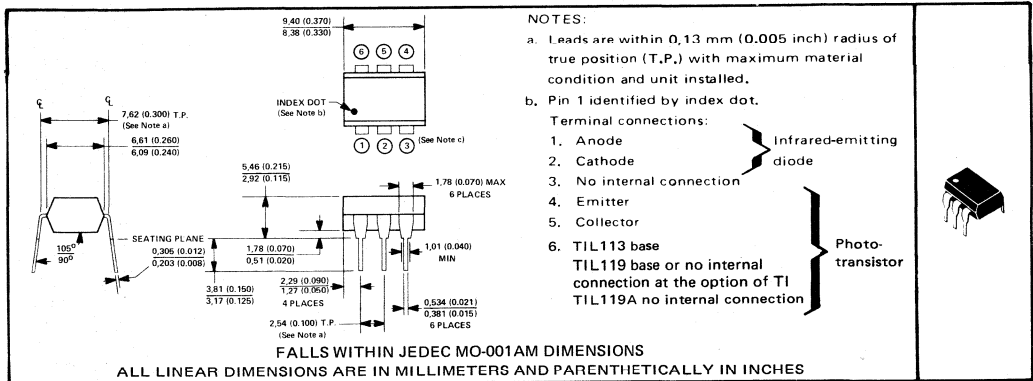 9,40 (0.370)
8,38 (0.330)
6 5 4
INDEX DOT
(See Note b)
1 2 3
(See Note c)
℄ ℄
7,62 (0.300) T.P.
(See Note a)
6,61 (0.260)
6,09 (0.240)
105°
90°
SEATING PLANE
0,305 (0.012)
0,203 (0.008)
5,46 (0.215)
2,92 (0.115)
1,78 (0.070) MAX
6 PLACES
1,78 (0.070)
0,51 (0.020)
1,01 (0.040)
MIN
3,81 (0.150)
3,17 (0.125)
2,29 (0.090)
1,27 (0.050)
4 PLACES
0,534 (0.021)
0,381 (0.015)
6 PLACES
2,54 (0.100) T.P.
(See Note a)
NOTES:
a. Leads are within 0,13 mm (0.005 inch) radius of
true position (T.P.) with maximum material
condition and unit installed.
b. Pin 1 identified by index dot.
Terminal connections:
1. Anode
2. Cathode
Infrared-emitting
diode
3. No internal connection
4. Emitter
5. Collector
6. TIL113 base
TIL119 base or no internal
connection at the option of TI
TIL119A no internal connection
Photo-
transistor
FALLS WITHIN JEDEC MO-001AM DIMENSIONS
ALL LINEAR DIMENSIONS ARE IN MILLIMETERS AND PARENTHETICALLY IN INCHES